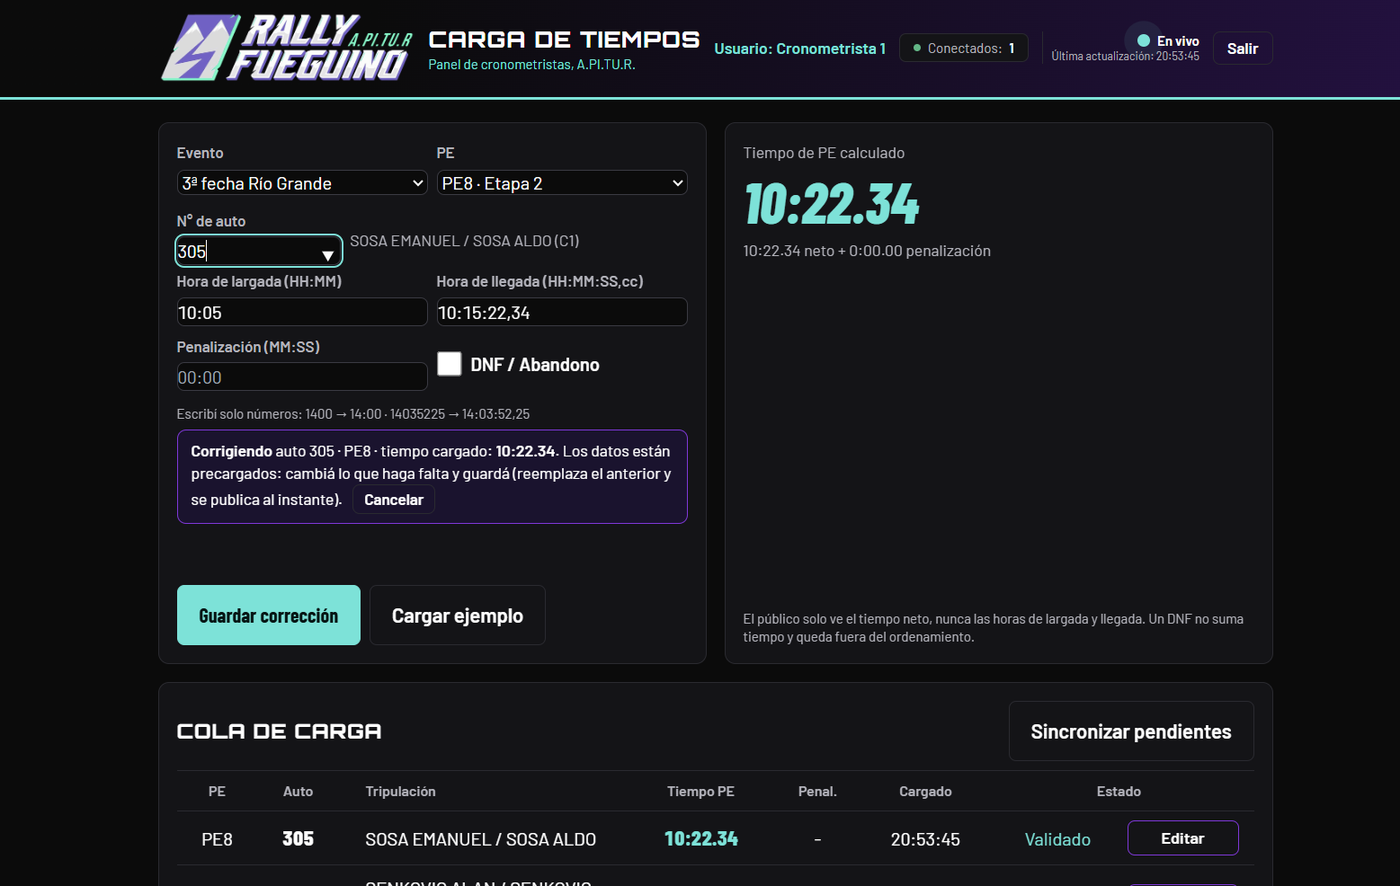 RALLY
A.PI.TU.R
FUEGUINO
CARGA DE TIEMPOS
Panel de cronometristas, A.PI.TU.R.
Usuario: Cronometrista 1
Conectados: 1
En vivo
Última actualización: 20:53:45
Salir
Evento
PE
3ª fecha Río Grande
PE8 · Etapa 2
N° de auto
305
SOSA EMANUEL / SOSA ALDO (C1)
Hora de largada (HH:MM)
Hora de llegada (HH:MM:SS,cc)
10:05
10:15:22,34
Penalización (MM:SS)
00:00
DNF / Abandono
Escribí solo números: 1400 → 14:00 · 14035225 → 14:03:52,25
Corrigiendo auto 305 · PE8 · tiempo cargado: 10:22.34. Los datos están
precargados: cambiá lo que haga falta y guardá (reemplaza el anterior y
se publica al instante). Cancelar
Guardar corrección
Cargar ejemplo
Tiempo de PE calculado
10:22.34
10:22.34 neto + 0:00.00 penalización
El público solo ve el tiempo neto, nunca las horas de largada y llegada. Un DNF no suma
tiempo y queda fuera del ordenamiento.
COLA DE CARGA
Sincronizar pendientes
PE Auto Tripulación Tiempo PE Penal. Cargado Estado
PE8 305 SOSA EMANUEL / SOSA ALDO 10:22.34 - 20:53:45 Validado Editar